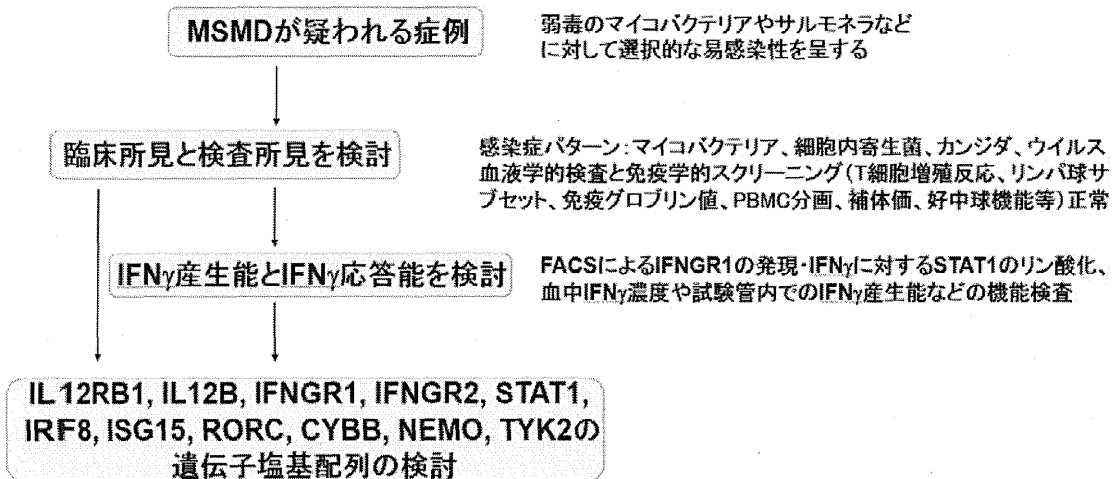 MSMDが疑われる症例
弱毒のマイコバクテリアやサルモネラなど
に対して選択的な易感染性を呈する
臨床所見と検査所見を検討
感染症パターン:マイコバクテリア、細胞内寄生菌、カンジダ、ウイルス
血液学的検査と免疫学的スクリーニング(T細胞増殖反応、リンパ球サ
ブセット、免疫グロブリン値、PBMC分画、補体価、好中球機能等)正常
IFNγ産生能とIFNγ応答能を検討
FACSによるIFNGR1の発現・IFNγに対するSTAT1のリン酸化、
血中IFNγ濃度や試験管内でのIFNγ産生能などの機能検査
IL12RB1, IL12B, IFNGR1, IFNGR2, STAT1,
IRF8, ISG15, RORC, CYBB, NEMO, TYK2の
遺伝子塩基配列の検討